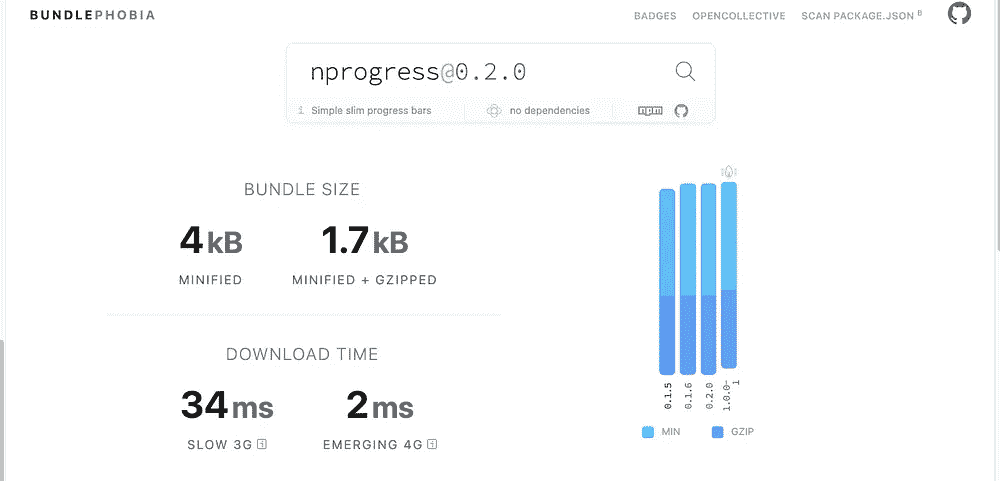 BUNDLEPHOBIA
BADGES OPENCOLLECTIVE SCAN PACKAGE.JSON β
nprogress@0.2.0
Simple slim progress bars no dependencies npm
BUNDLE SIZE
4 kB 1.7 kB
MINIFIED MINIFIED + GZIPPED
DOWNLOAD TIME
34 ms 2 ms
SLOW 3G EMERGING 4G
0.1.5
0.1.6
0.2.0
1.0.0-1
MIN GZIP